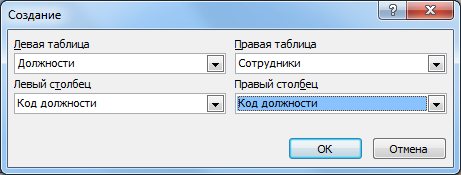 Создание
Левая таблица Правая таблица
Должности Сотрудники
Левый столбец Правый столбец
Код должности Код должности
ОК Отмена